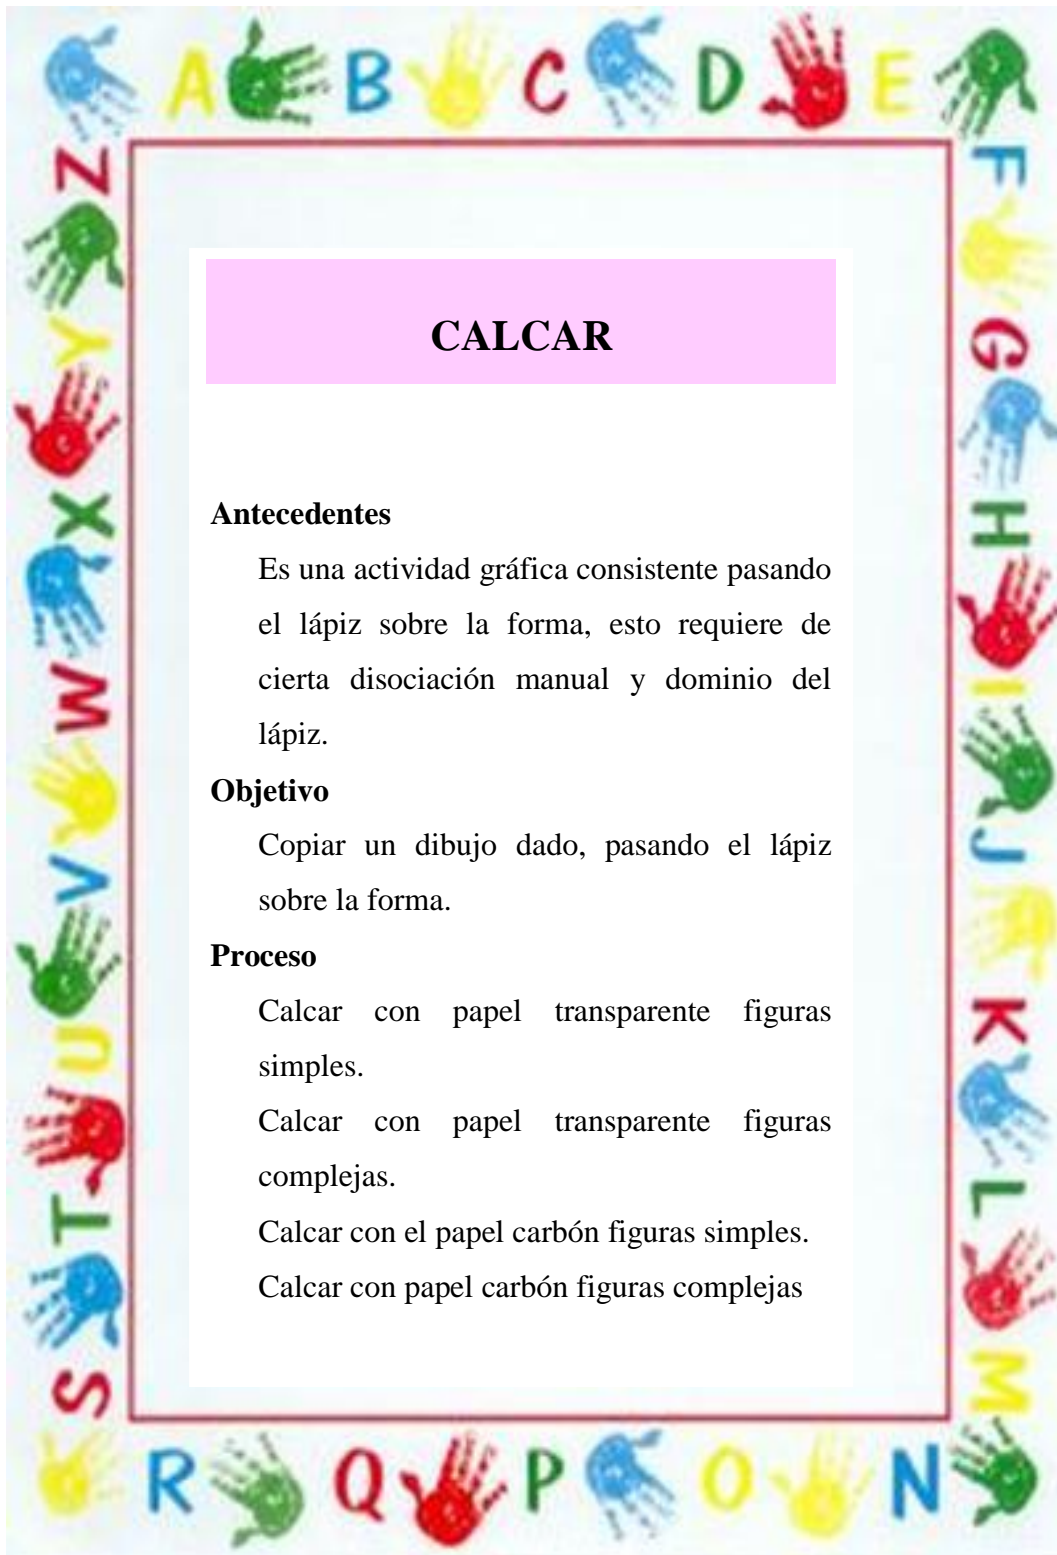 A B C D E
F
G
H
I
J
K
L
M
N
O
P
Q
R
S
T
U
V
W
X
Y
Z
CALCAR
Antecedentes
Es una actividad gráfica consistente pasando
el lápiz sobre la forma, esto requiere de
cierta disociación manual y dominio del
lápiz.
Objetivo
Copiar un dibujo dado, pasando el lápiz
sobre la forma.
Proceso
Calcar con papel transparente figuras
simples.
Calcar con papel transparente figuras
complejas.
Calcar con el papel carbón figuras simples.
Calcar con papel carbón figuras complejas